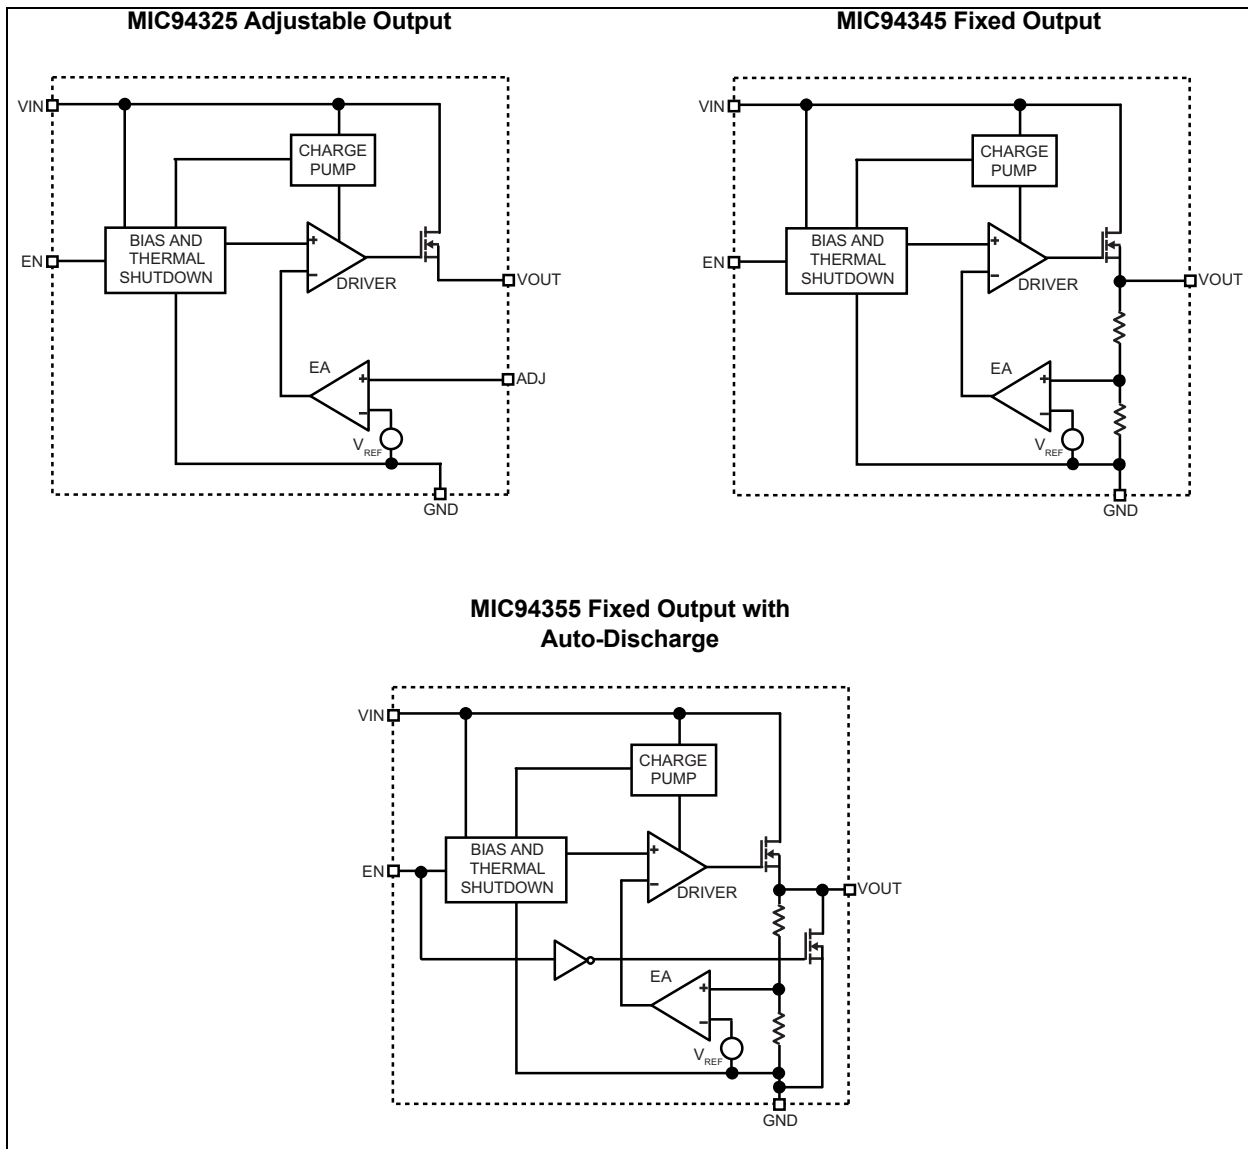 MIC94325 Adjustable Output
VIN
CHARGE
PUMP
BIAS AND
THERMAL
SHUTDOWN
EN
+
−
DRIVER
VOUT
EA
+
−
ADJ
VREF
GND
MIC94345 Fixed Output
VIN
CHARGE
PUMP
BIAS AND
THERMAL
SHUTDOWN
EN
+
−
DRIVER
VOUT
EA
+
−
VREF
GND
MIC94355 Fixed Output with
Auto-Discharge
VIN
CHARGE
PUMP
BIAS AND
THERMAL
SHUTDOWN
EN
+
−
DRIVER
VOUT
EA
+
−
VREF
GND